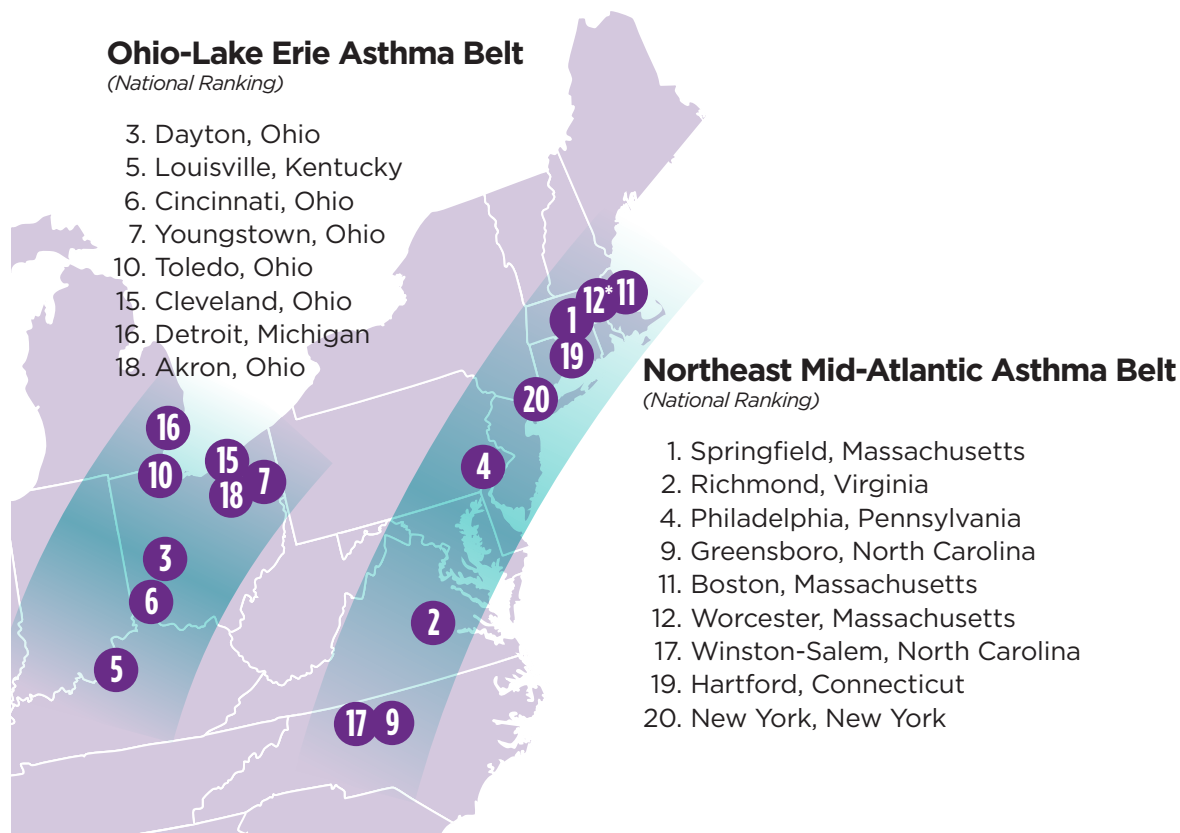 Ohio-Lake Erie Asthma Belt
(National Ranking)
3. Dayton, Ohio
5. Louisville, Kentucky
6. Cincinnati, Ohio
7. Youngstown, Ohio
10. Toledo, Ohio
15. Cleveland, Ohio
16. Detroit, Michigan
18. Akron, Ohio
12*
11
1
19
20
4
16
15
10
7
18
3
6
2
5
17
9
Northeast Mid-Atlantic Asthma Belt
(National Ranking)
1. Springfield, Massachusetts
2. Richmond, Virginia
4. Philadelphia, Pennsylvania
9. Greensboro, North Carolina
11. Boston, Massachusetts
12. Worcester, Massachusetts
17. Winston-Salem, North Carolina
19. Hartford, Connecticut
20. New York, New York